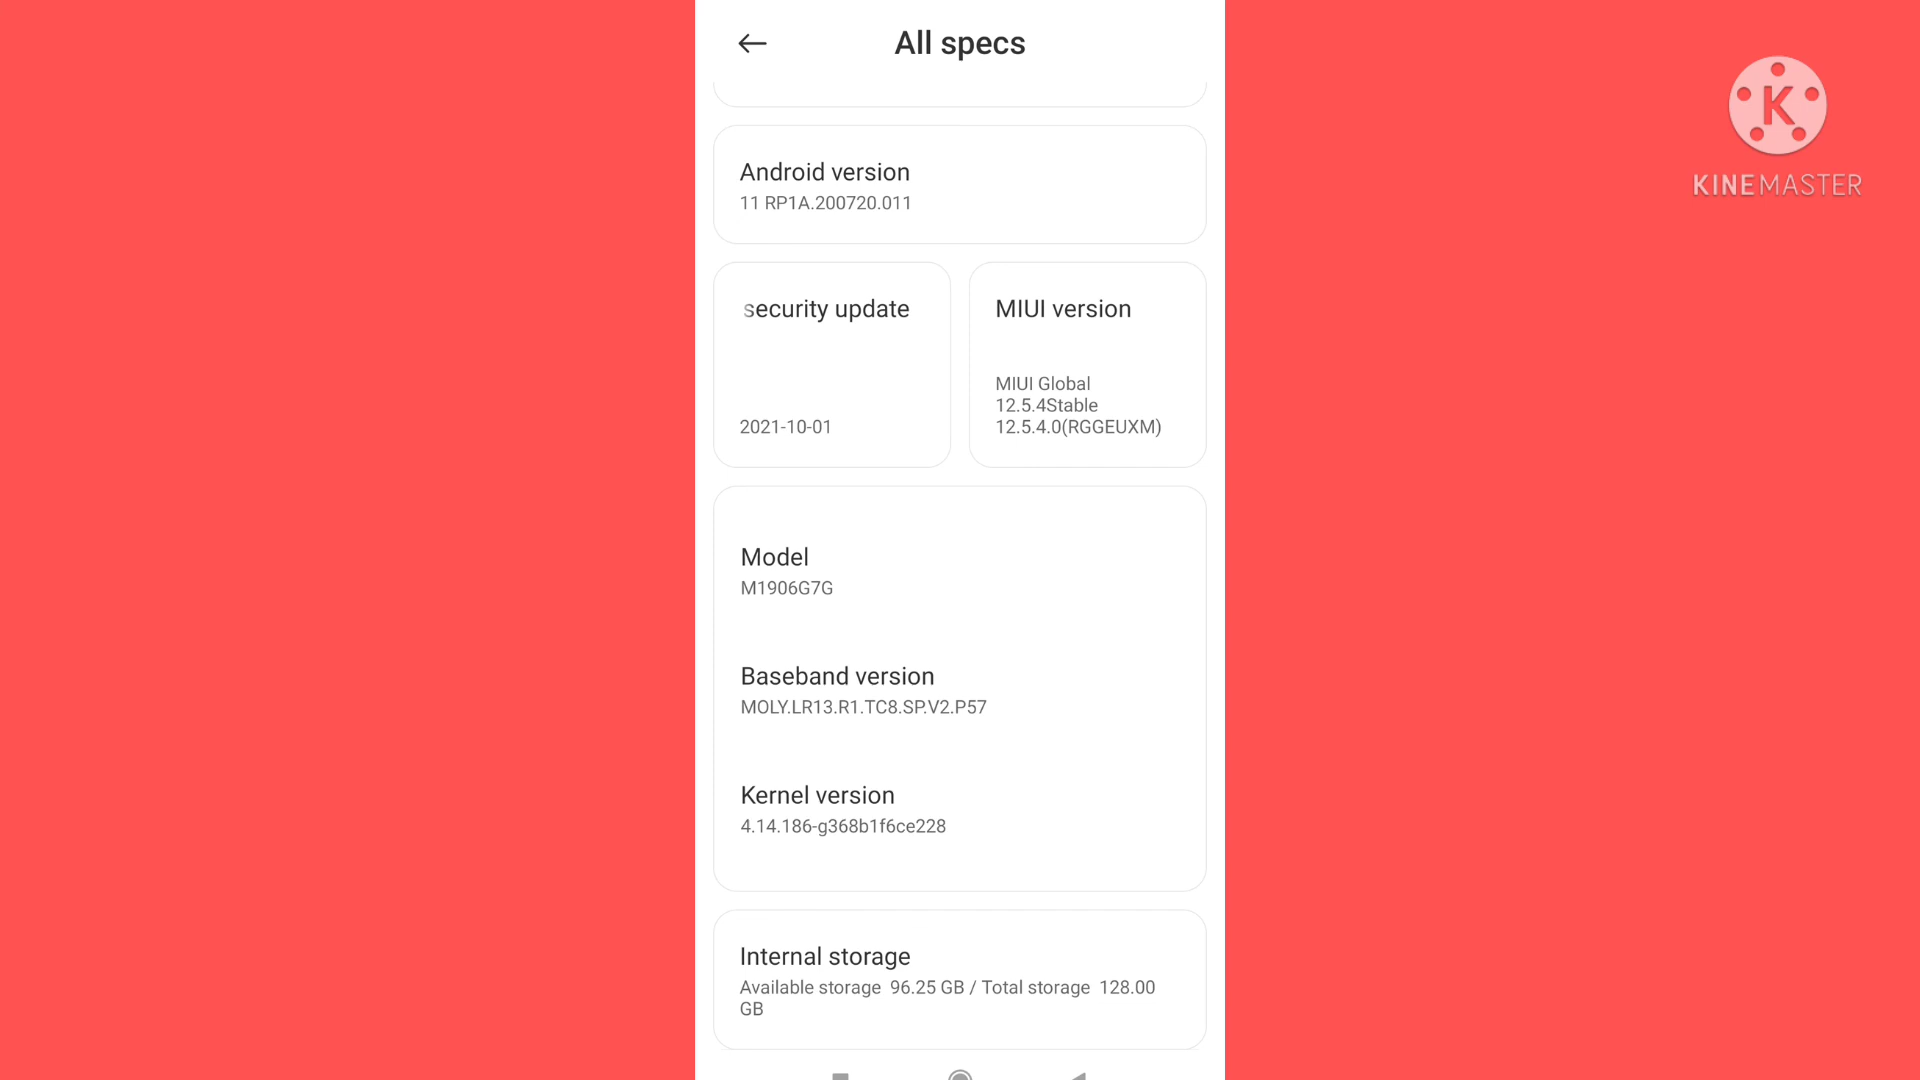 All specs
Android version
11 RP1A.200720.011
security update
2021-10-01
MIUI version
MIUI Global
12.5.4Stable
12.5.4.0(RGGEUXM)
Model
M1906G7G
Baseband version
MOLY.LR13.R1.TC8.SP.V2.P57
Kernel version
4.14.186-g368b1f6ce228
Internal storage
Available storage 96.25 GB / Total storage 128.00
GB
K
KINEMASTER